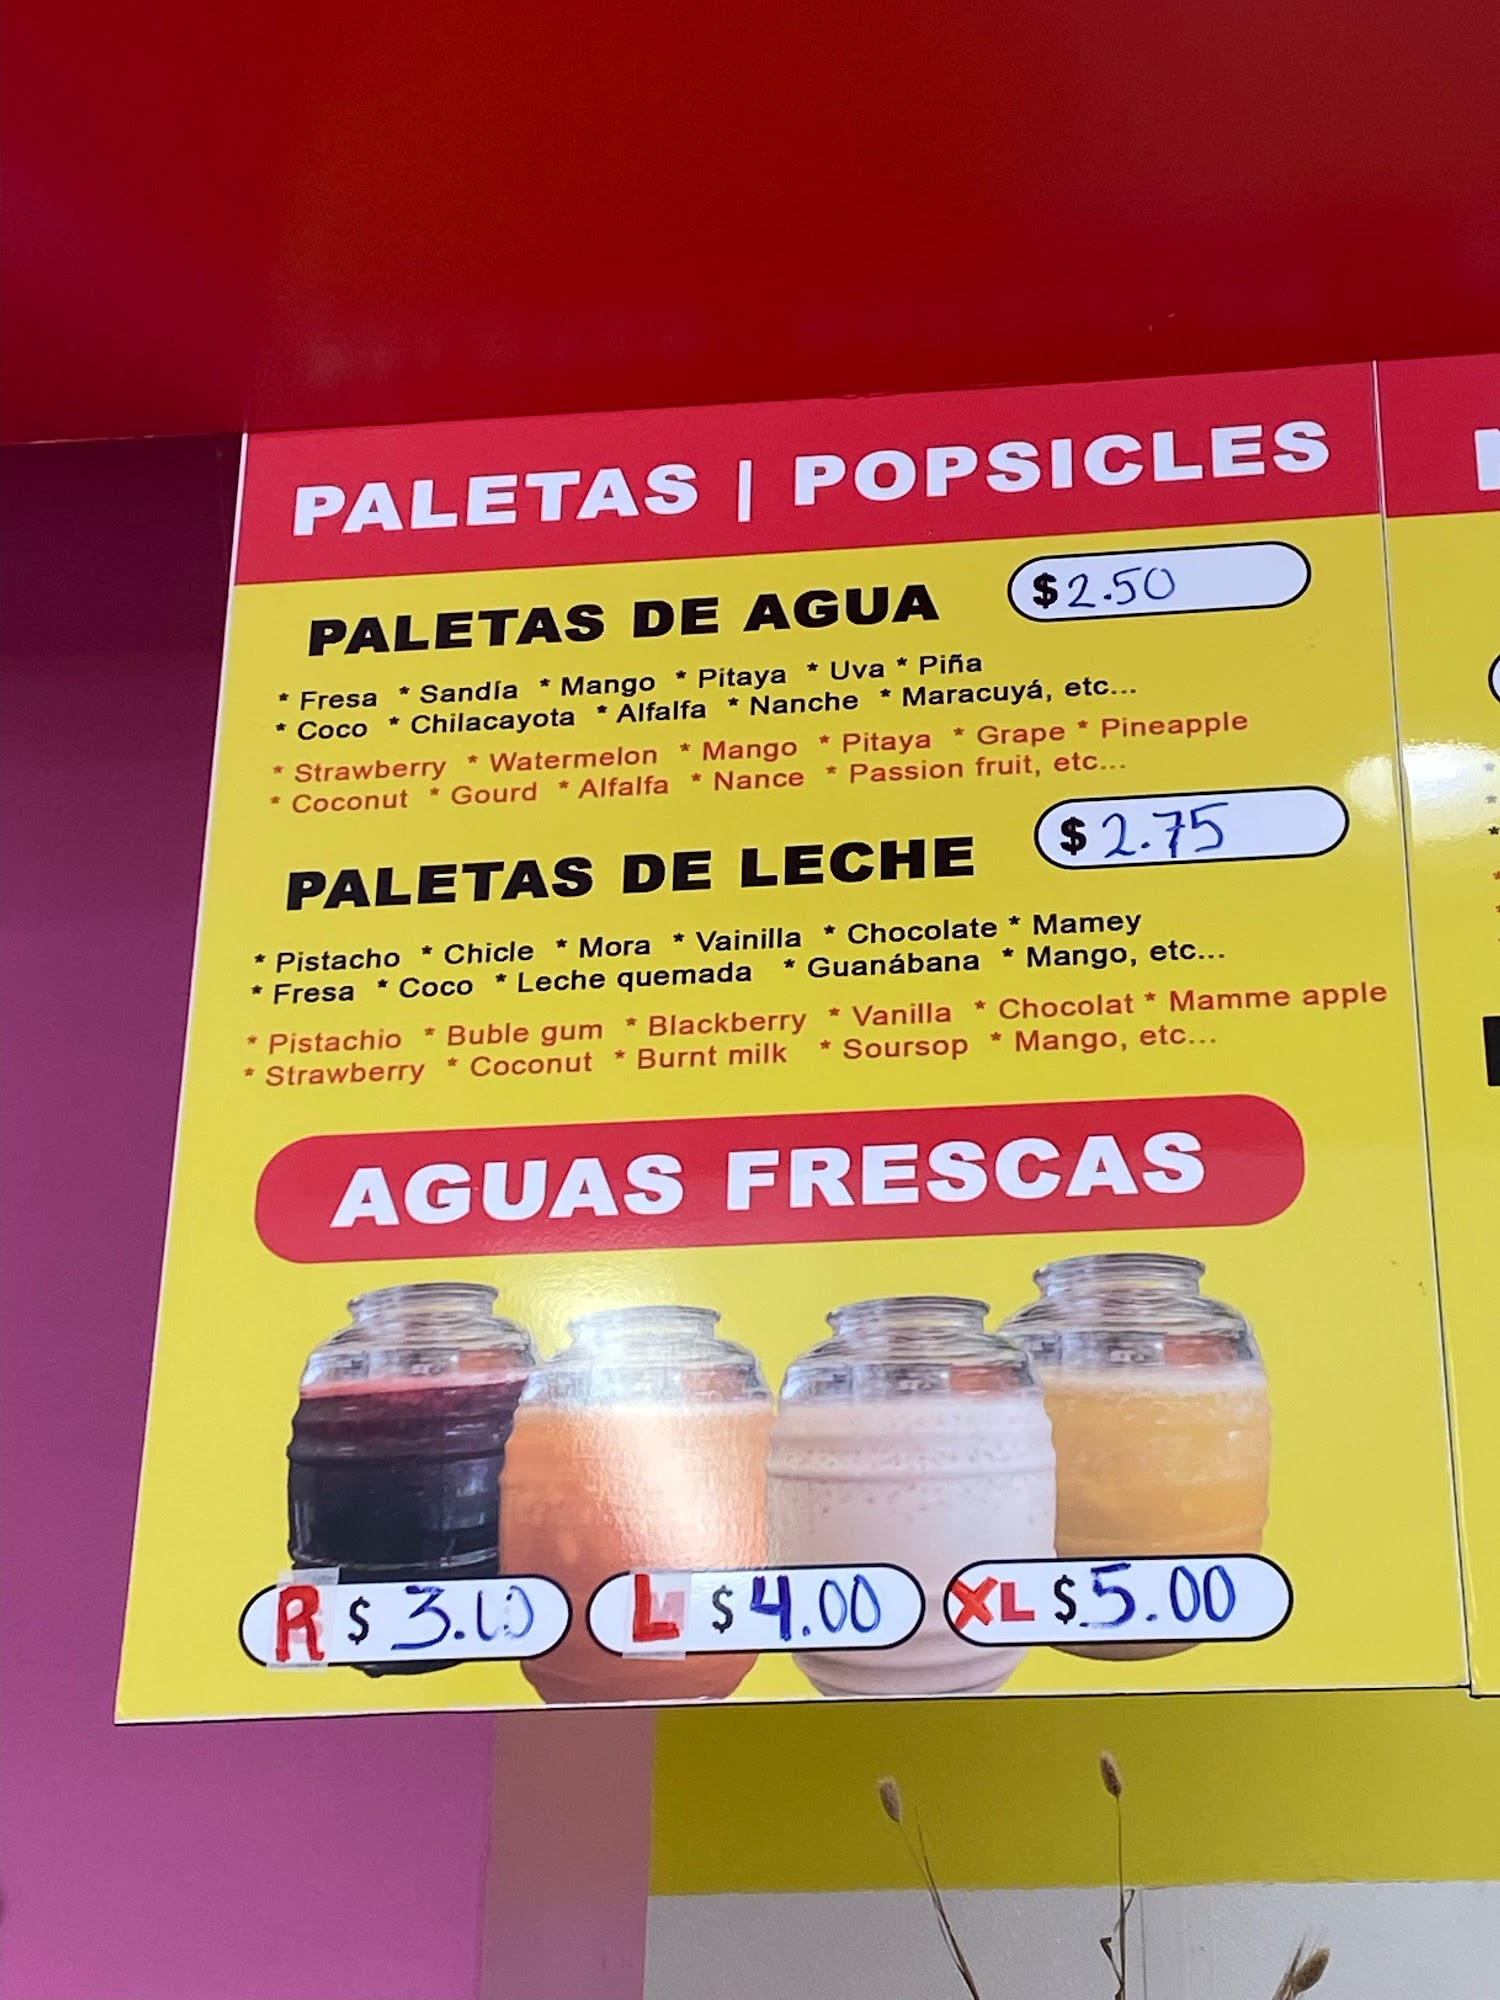 PALETAS | POPSICLES
PALETAS DE AGUA $2.50
* Fresa * Sandía * Mango * Pitaya * Uva * Piña
* Coco * Chilacayota * Alfalfa * Nanche * Maracuyá, etc...
* Strawberry * Watermelon * Mango * Pitaya * Grape * Pineapple
* Coconut * Gourd * Alfalfa * Nance * Passion fruit, etc...
PALETAS DE LECHE $2.75
* Pistacho * Chicle * Mora * Vainilla * Chocolate * Mamey
* Fresa * Coco * Leche quemada * Guanábana * Mango, etc...
* Pistachio * Buble gum * Blackberry * Vanilla * Chocolat * Mamme apple
* Strawberry * Coconut * Burnt milk * Soursop * Mango, etc...
AGUAS FRESCAS
R $ L $4.00 XL $5.00